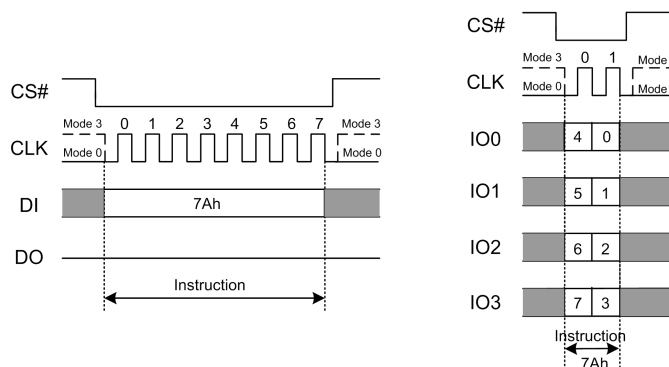 CS#
Mode 3 0 1 2 3 4 5 6 7 Mode 3
CLK
Mode 0 Mode 0
DI 7Ah
DO
Instruction
CS#
Mode 3 0 1 Mode
CLK
Mode 0 Mode
IO0 4 0
IO1 5 1
IO2 6 2
IO3 7 3
Instruction
7Ah